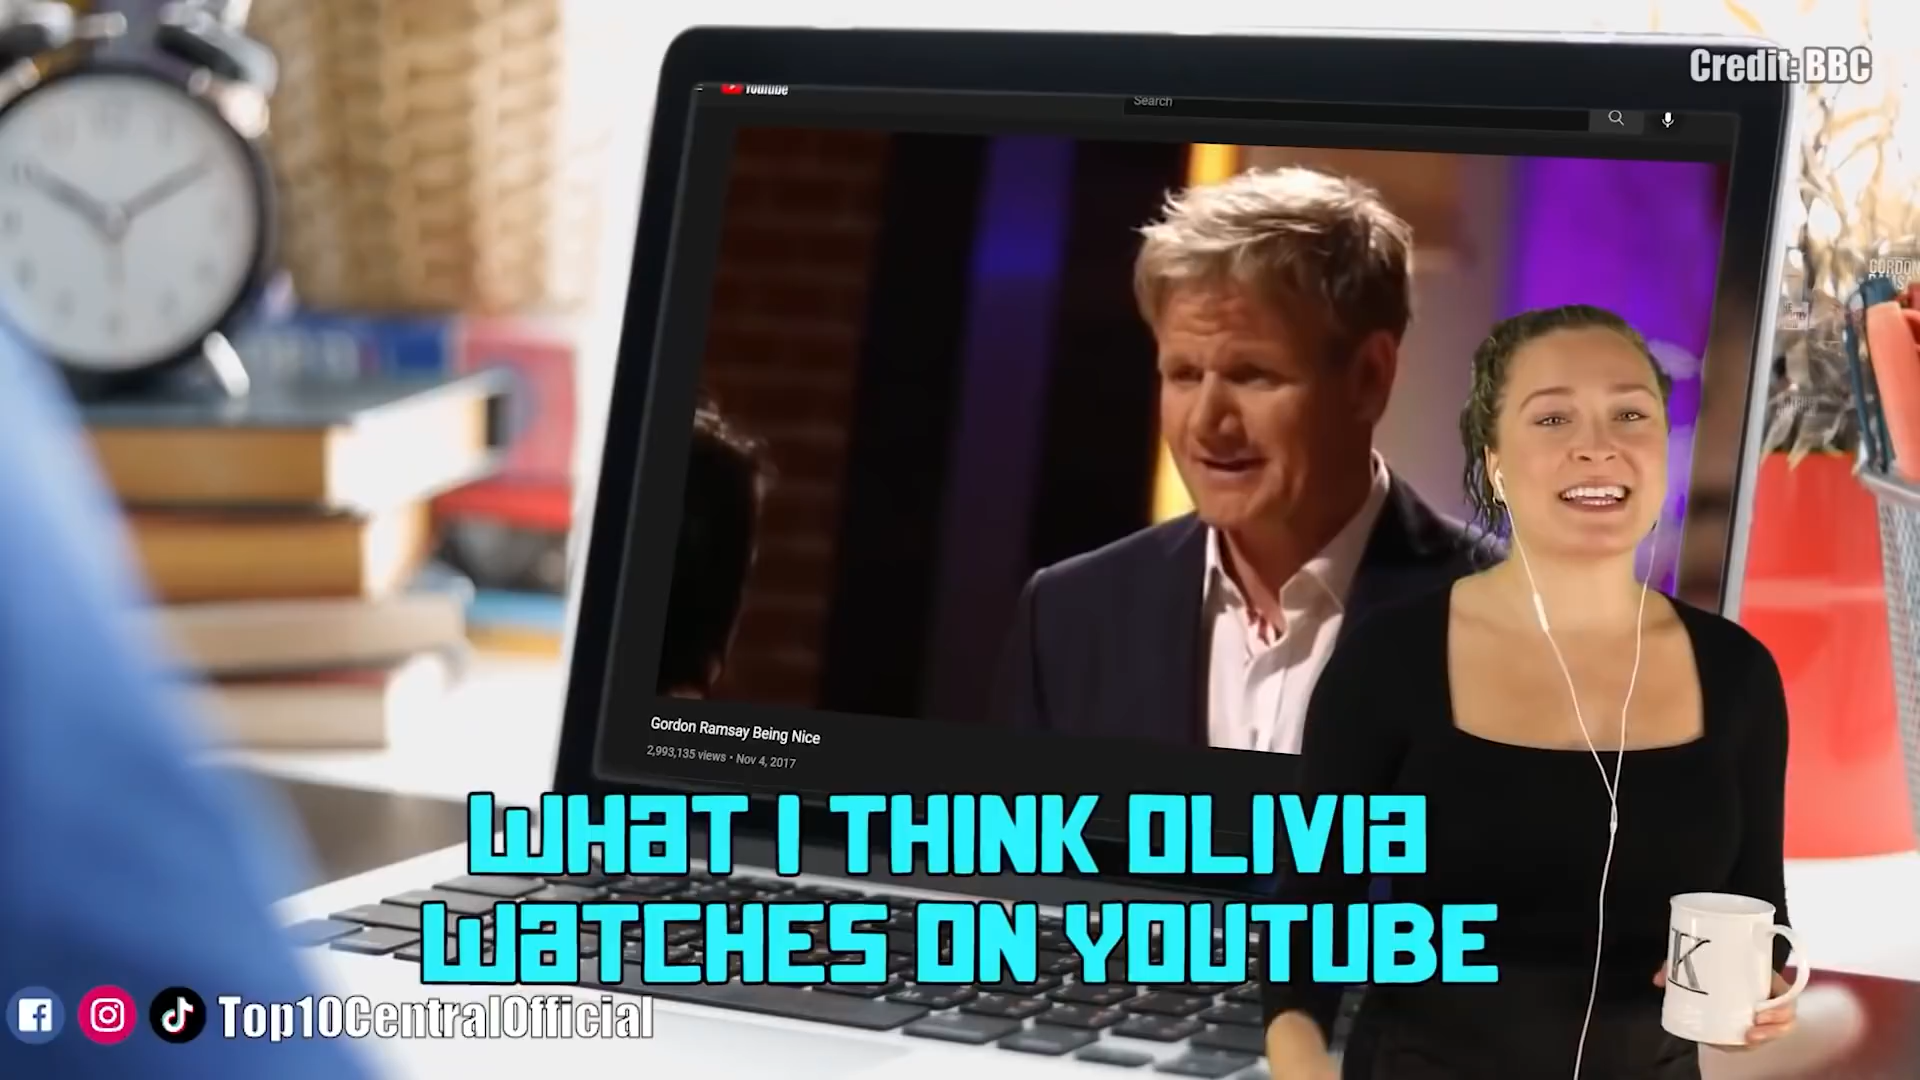 Credit: BBC
YouTube
Search
GORDON
Gordon Ramsay Being Nice
2,993,135 views • Nov 4, 2017
WHAT I THINK OLIVIA
WATCHES ON YOUTUBE
K
Top10CentralOfficial